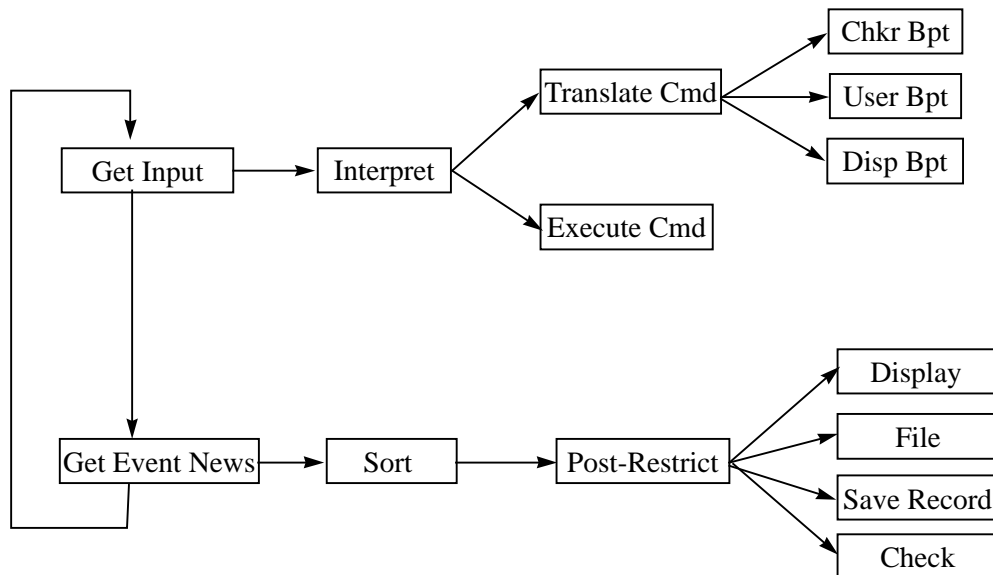 Chkr Bpt
Translate Cmd
User Bpt
Get Input
Interpret
Disp Bpt
Execute Cmd
Display
File
Get Event News
Sort
Post-Restrict
Save Record
Check